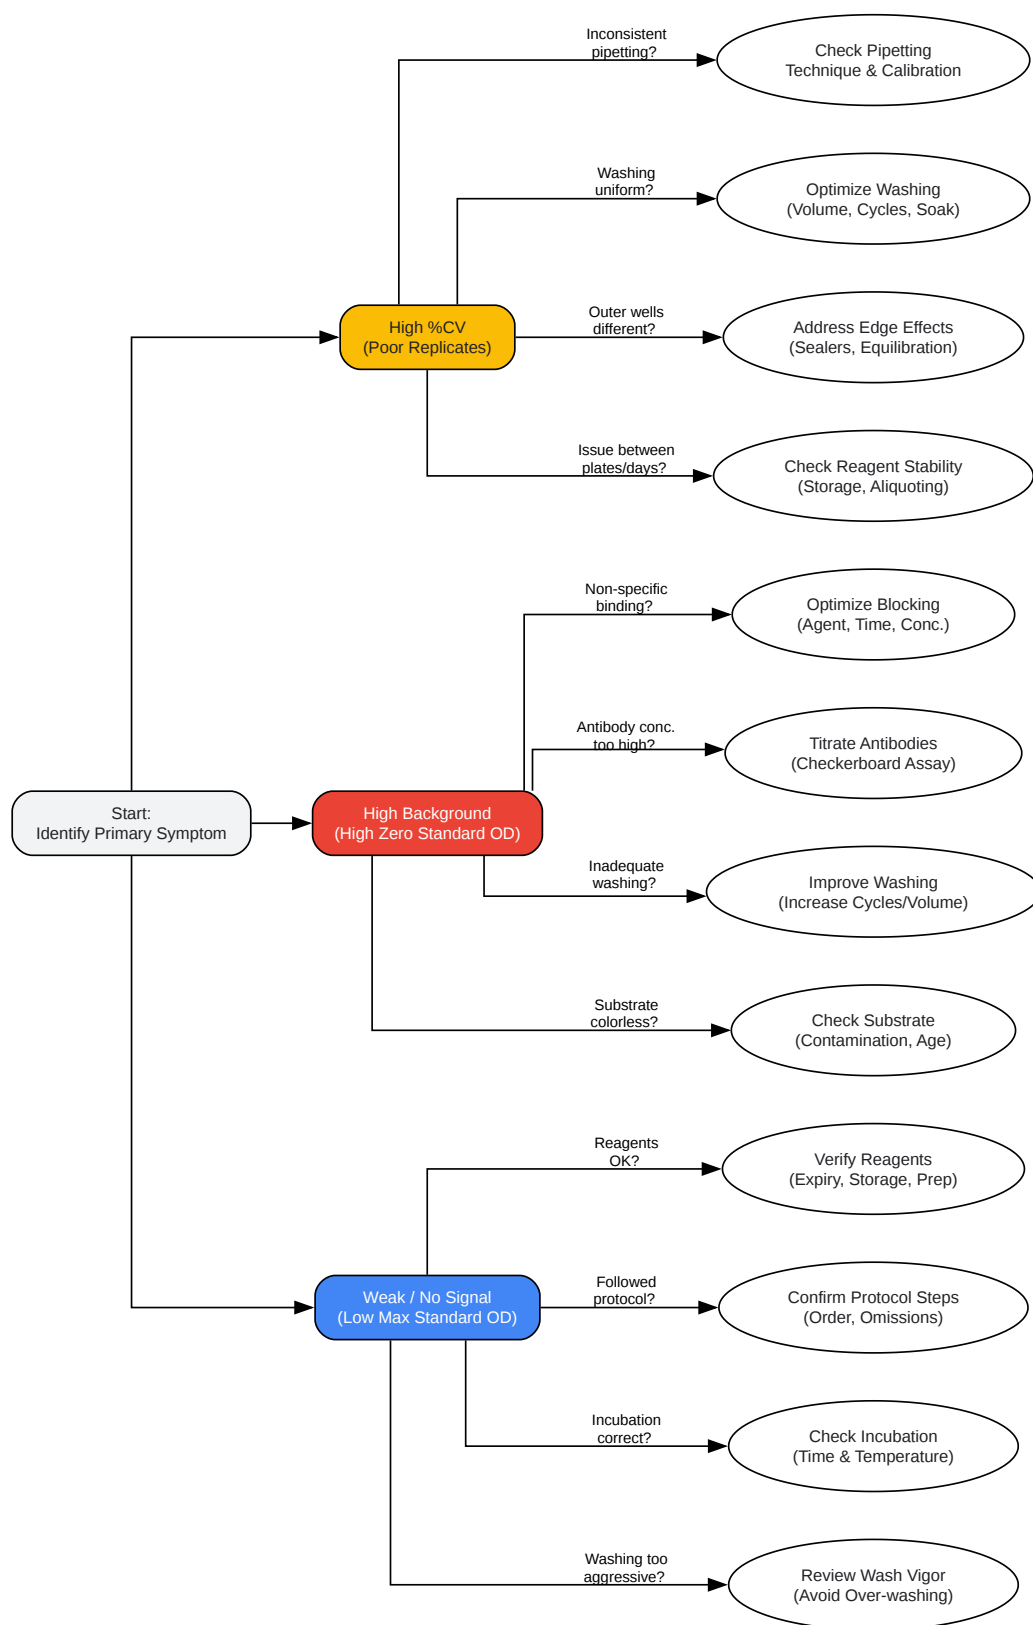 Inconsistent
pipetting?
Check Pipetting
Technique & Calibration
Washing
uniform?
Optimize Washing
(Volume, Cycles, Soak)
High %CV
(Poor Replicates)
Outer wells
different?
Address Edge Effects
(Sealers, Equilibration)
Issue between
plates/days?
Check Reagent Stability
(Storage, Aliquoting)
Non-specific
binding?
Optimize Blocking
(Agent, Time, Conc.)
Antibody conc.
too high?
Titrate Antibodies
(Checkerboard Assay)
Start:
Identify Primary Symptom
High Background
(High Zero Standard OD)
Inadequate
washing?
Improve Washing
(Increase Cycles/Volume)
Substrate
colorless?
Check Substrate
(Contamination, Age)
Reagents
OK?
Verify Reagents
(Expiry, Storage, Prep)
Weak / No Signal
(Low Max Standard OD)
Followed
protocol?
Confirm Protocol Steps
(Order, Omissions)
Incubation
correct?
Check Incubation
(Time & Temperature)
Washing too
aggressive?
Review Wash Vigor
(Avoid Over-washing)